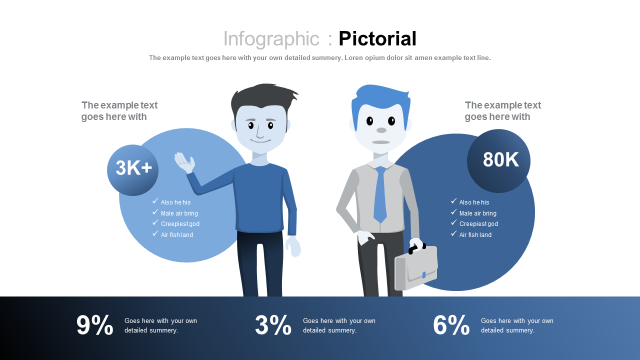 Infographic : Pictorial
The example text goes here with your own detailed summery. Loren opium dolor sit amen example text line.
The example text
goes here with
3K+
✓ Also he his
✓ Male air bring
✓ Creepiest god
✓ Air fish land
The example text
goes here with
80K
✓ Also he his
✓ Male air bring
✓ Creepiest god
✓ Air fish land
9%
Goes here with your own
detailed summery.
3%
Goes here with your own
detailed summery.
6%
Goes here with your own
detailed summery.